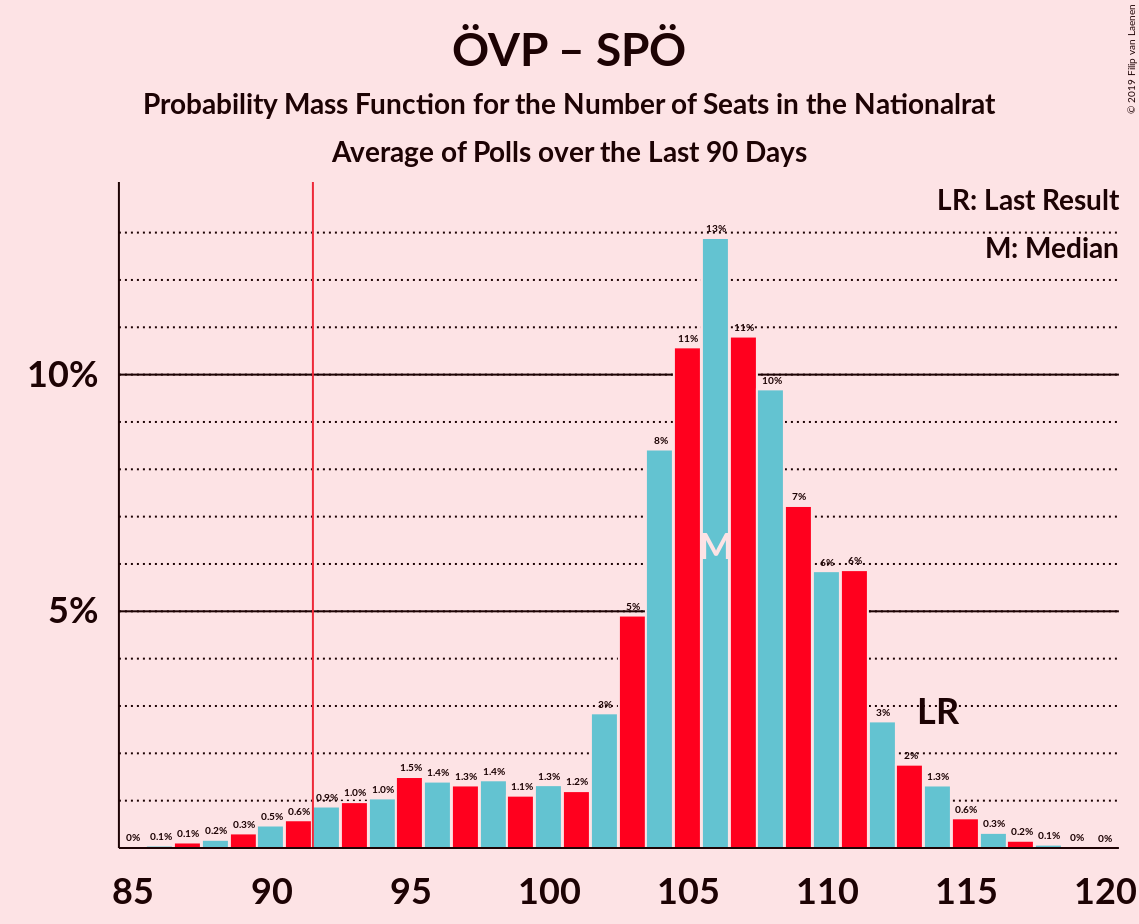 ÖVP – SPÖ
Probability Mass Function for the Number of Seats in the Nationalrat
Average of Polls over the Last 90 Days
© 2019 Filip van Laenen
LR: Last Result
M: Median
10%
5%
0% 0.1% 0.1% 0.2% 0.3% 0.5% 0.6% 0.9% 1.0% 1.0% 1.5% 1.4% 1.3% 1.4% 1.1% 1.3% 1.2% 3% 5% 8% 11% 13% 11% 10% 7% 6% 6% 3% 2% 1.3% 0.6% 0.3% 0.2% 0.1% 0% 0%
M
LR
85 90 95 100 105 110 115 120